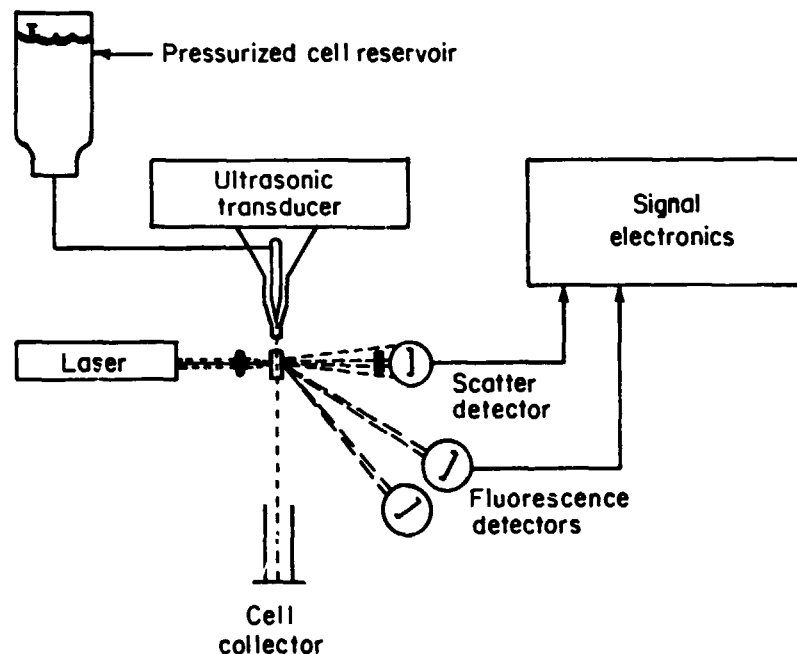 Pressurized cell reservoir
Ultrasonic
transducer
Signal
electronics
Laser
Scatter
detector
Fluorescence
detectors
Cell
collector